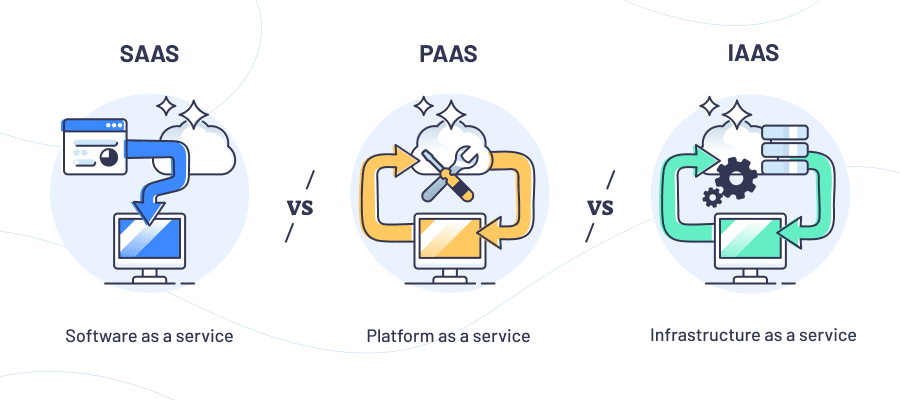 SAAS
PAAS
IAAS
VS
VS
Software as a service
Platform as a service
Infrastructure as a service